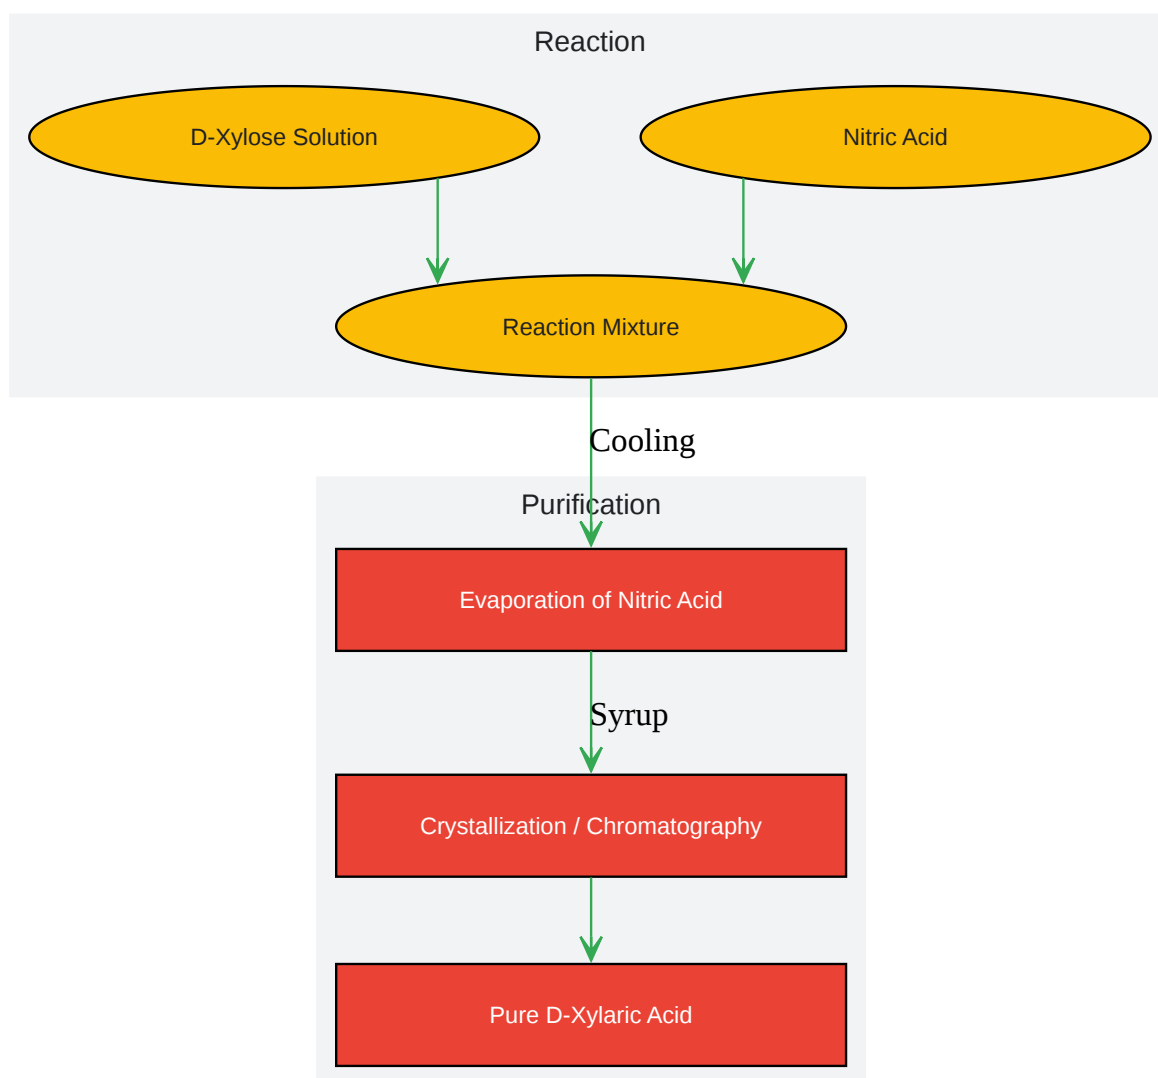 Reaction
D-Xylose Solution
Nitric Acid
Reaction Mixture
Cooling
Purification
Evaporation of Nitric Acid
Syrup
Crystallization / Chromatography
Pure D-Xylaric Acid